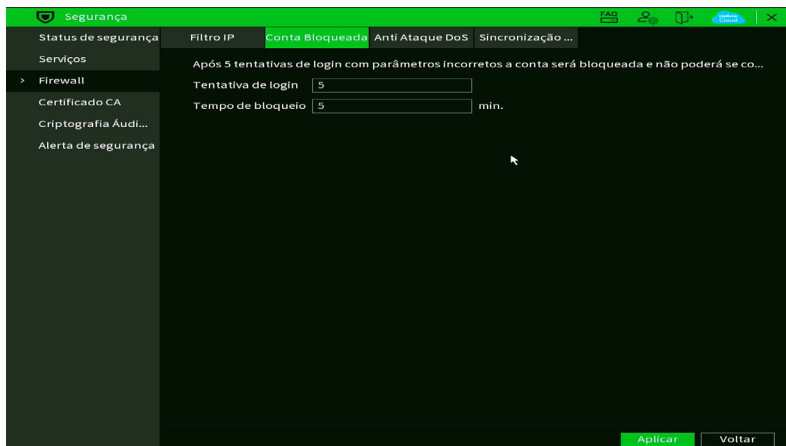 Segurança
FAQ
Cloud
Status de segurança
Serviços
> Firewall
Certificado CA
Criptografia Áudi...
Alerta de segurança
Filtro IP Conta Bloqueada Anti Ataque DoS Sincronização ...
Após 5 tentativas de login com parâmetros incorretos a conta será bloqueada e não poderá se co...
Tentativa de login 5
Tempo de bloqueio 5 min.
Aplicar Voltar